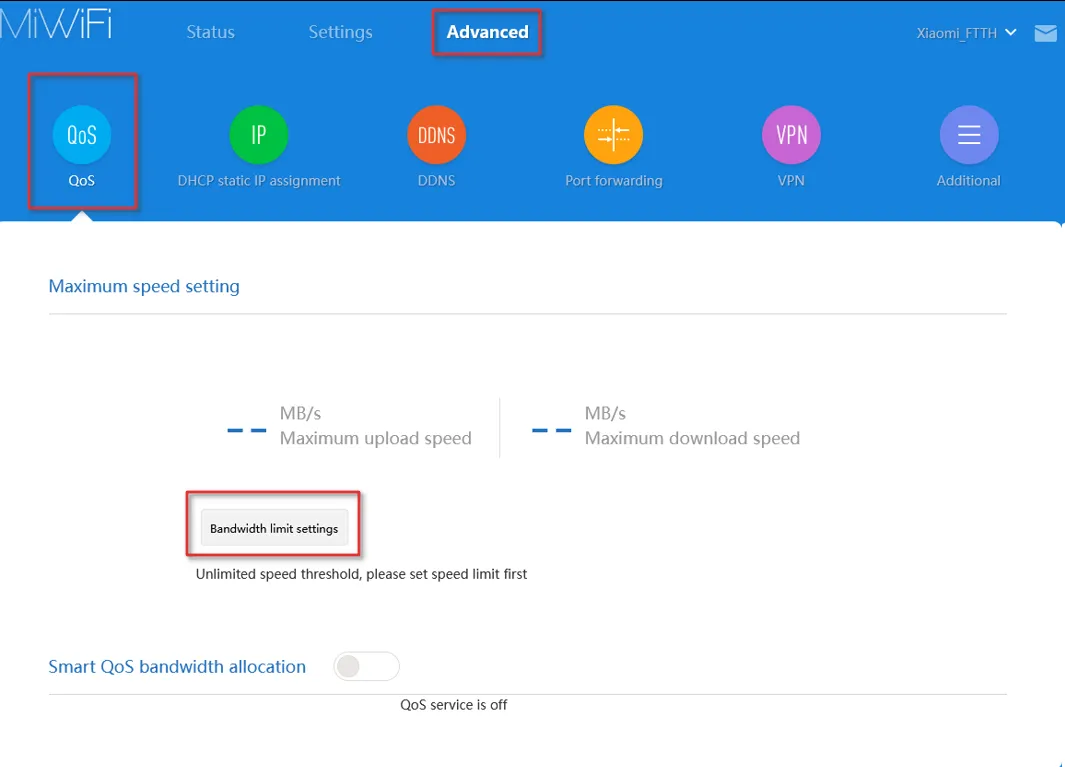 MiWiFi
Status Settings Advanced Xiaomi_FTTH
QoS IP DDNS VPN
QoS DHCP static IP assignment DDNS Port forwarding VPN Additional
Maximum speed setting
MB/s
Maximum upload speed
MB/s
Maximum download speed
Bandwidth limit settings
Unlimited speed threshold, please set speed limit first
Smart QoS bandwidth allocation
QoS service is off